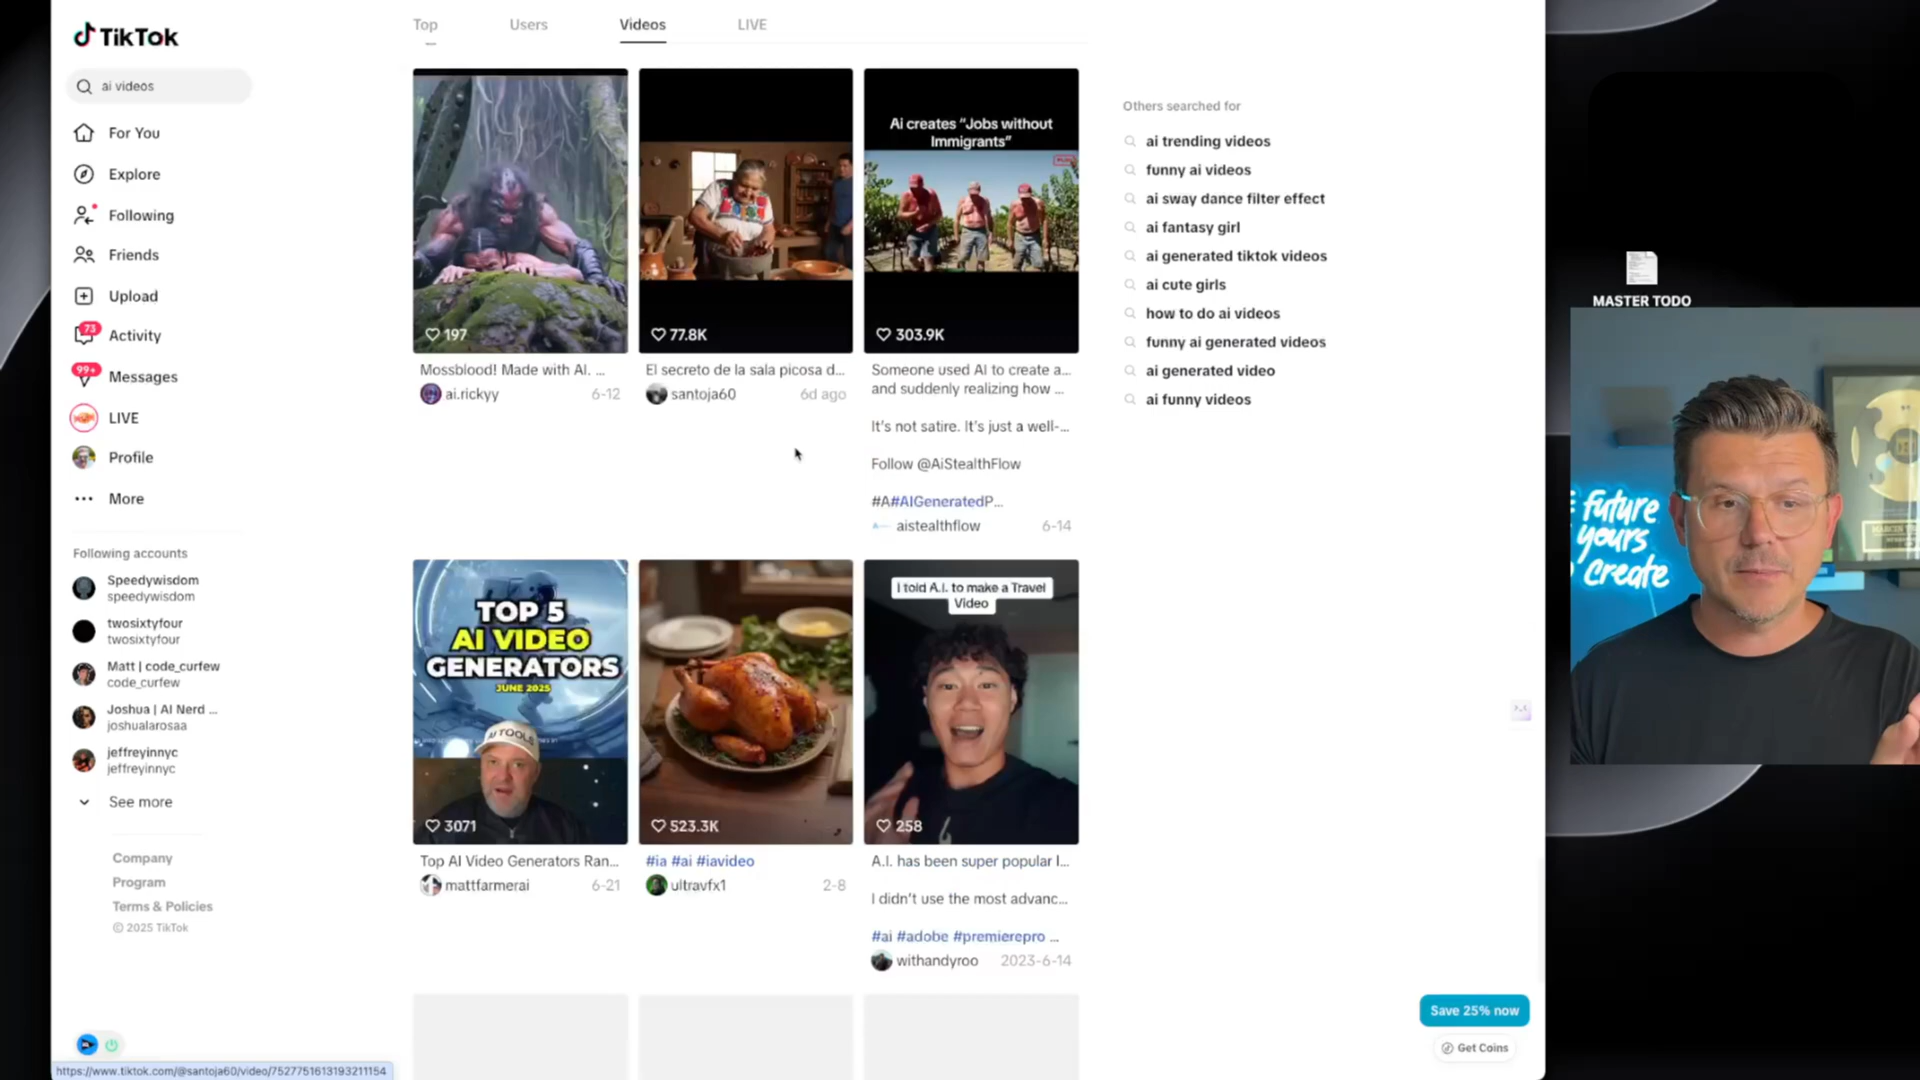 TikTok
ai videos
For You
Explore
Following
Friends
Upload
73
Activity
99+
Messages
LIVE
Profile
More
Following accounts
Speedywisdom
speedywisdom
twosixtyfour
twosixtyfour
Matt | code_curfew
code_curfew
Joshua | AI Nerd ...
joshualarosaa
jeffreyinnyc
jeffreyinnyc
See more
Company
Program
Terms & Policies
© 2025 TikTok
https://www.tiktok.com/@santoja60/video/7527751613193211154
Top
Users
Videos
LIVE
197
Mossblood! Made with AI. ...
ai.rickyy
6-12
77.8K
El secreto de la sala picosa d...
santoja60
6d ago
Ai creates "Jobs without
Immigrants"
303.9K
Someone used AI to create a...
and suddenly realizing how ...
It's not satire. It's just a well-...
Follow @AiStealthFlow
#A#AIGeneratedP...
aistealthflow
6-14
TOP 5
AI VIDEO
GENERATORS
JUNE 2025
AI TOOLS
3071
Top AI Video Generators Ran...
mattfarmerai
6-21
523.3K
#ia #ai #iavideo
ultravfx1
2-8
I told A.I. to make a Travel
Video
258
A.I. has been super popular I...
I didn't use the most advanc...
#ai #adobe #premierepro ...
withandyroo
2023-6-14
Others searched for
ai trending videos
funny ai videos
ai sway dance filter effect
ai fantasy girl
ai generated tiktok videos
ai cute girls
how to do ai videos
funny ai generated videos
ai generated video
ai funny videos
Save 25% now
Get Coins
MASTER TODO
future
yours
Create